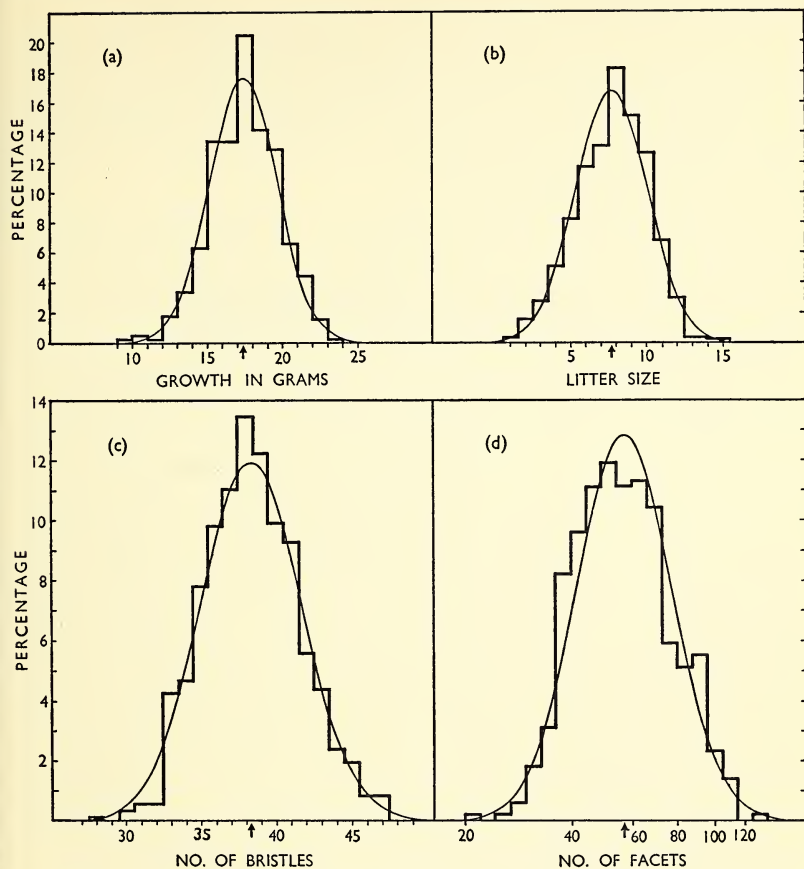 (a)
20
18
16
14
12
10
8
6
4
2
0
PERCENTAGE
10 15 20 25
GROWTH IN GRAMS
(b)
5 10 15
LITTER SIZE
(c)
14
12
10
8
6
4
2
PERCENTAGE
30 35 40 45
NO. OF BRISTLES
(d)
20 40 60 80 100 120
NO. OF FACETS